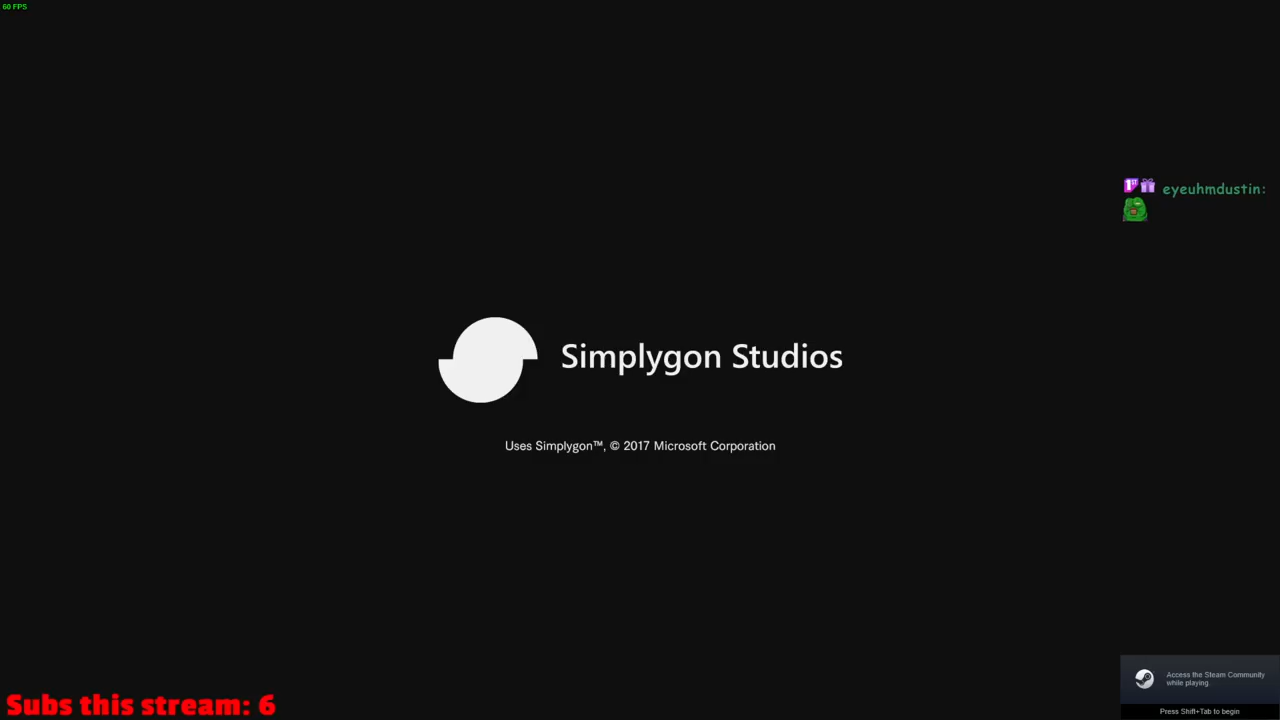 60 FPS
eyeuhmdustin:
Simplygon Studios
Uses Simplygon™, © 2017 Microsoft Corporation
Access the Steam Community
while playing.
Press Shift+Tab to begin
Subs this stream: 6